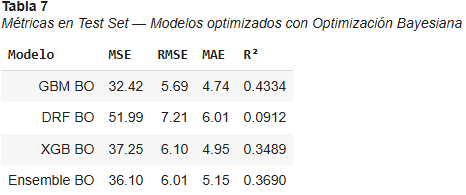 Tabla 7
Métricas en Test Set — Modelos optimizados con Optimización Bayesiana
Modelo MSE RMSE MAE R²
GBM BO 32.42 5.69 4.74 0.4334
DRF BO 51.99 7.21 6.01 0.0912
XGB BO 37.25 6.10 4.95 0.3489
Ensemble BO 36.10 6.01 5.15 0.3690